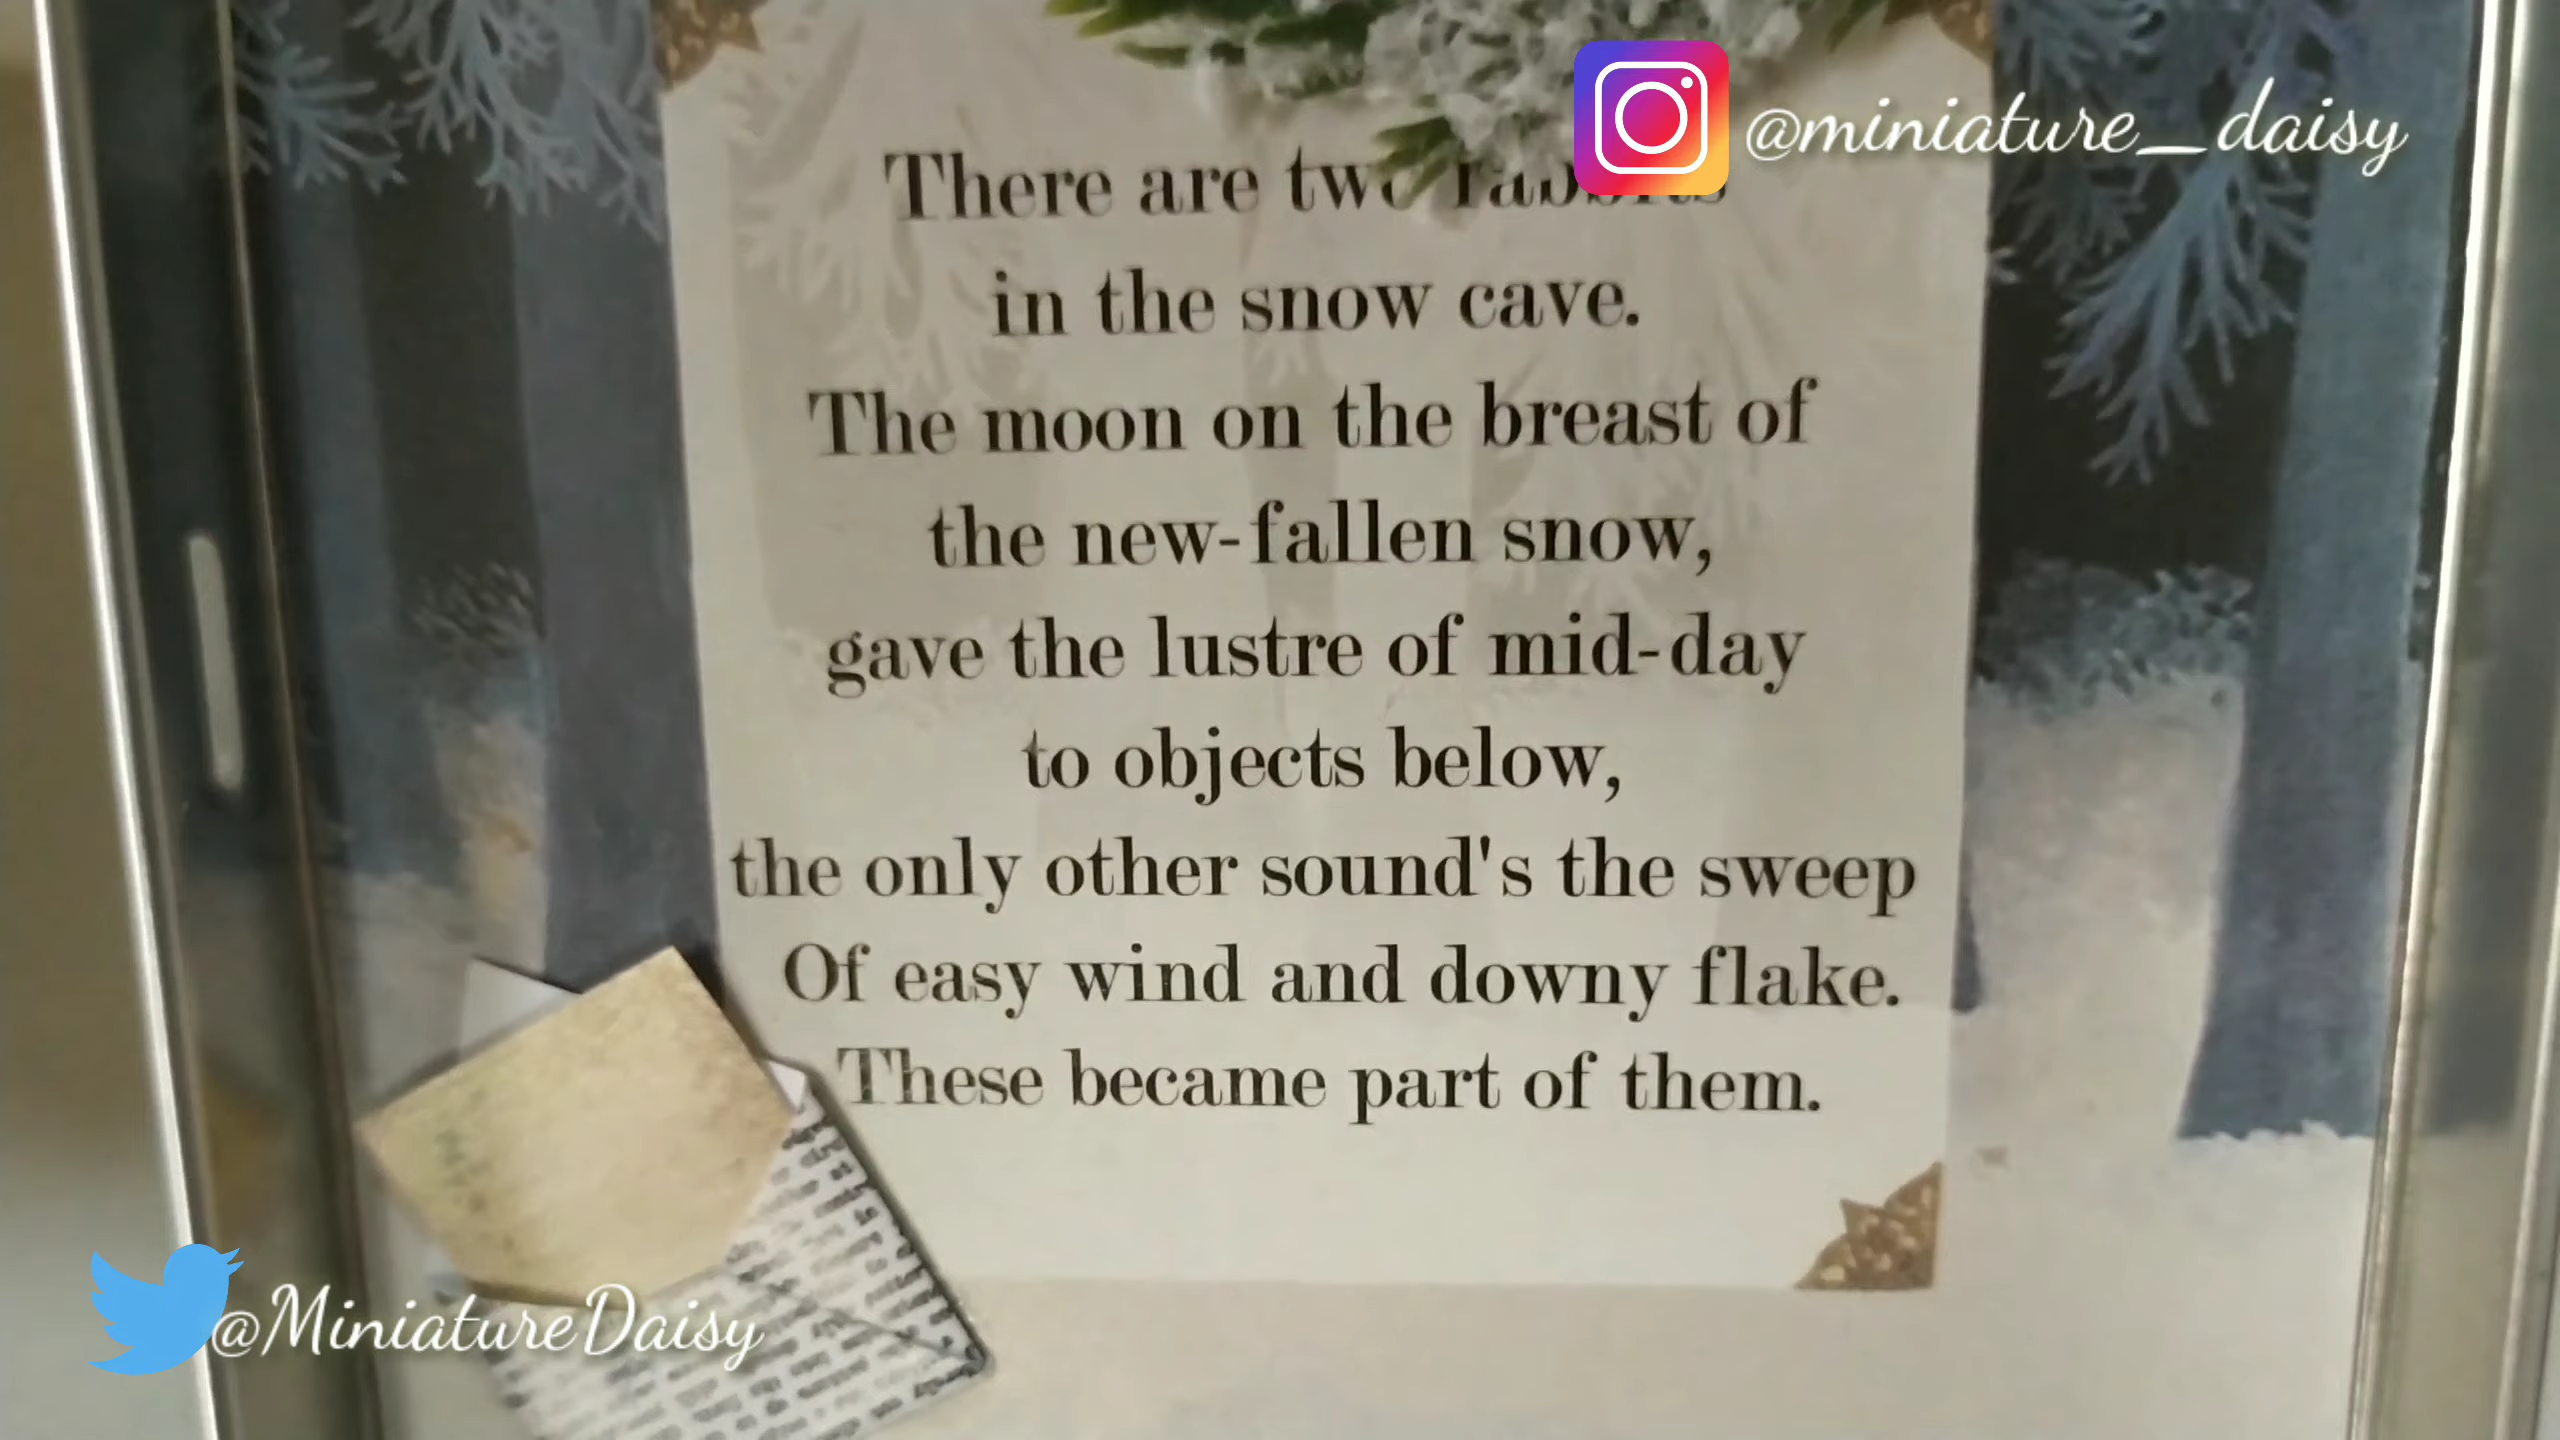 @miniature_daisy
There are two rabbits
in the snow cave.
The moon on the breast of
the new-fallen snow,
gave the lustre of mid-day
to objects below,
the only other sound's the sweep
Of easy wind and downy flake.
These became part of them.
@MiniatureDaisy